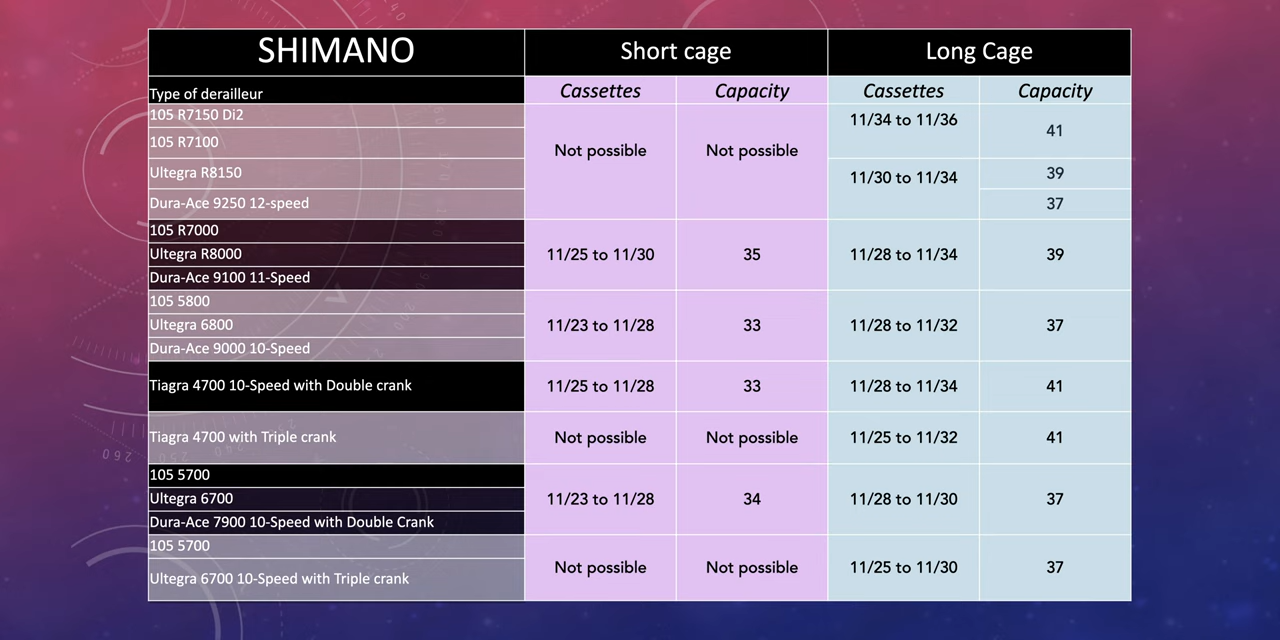 SHIMANO Short cage Long Cage
Type of derailleur Cassettes Capacity Cassettes Capacity
105 R7150 Di2
105 R7100
Ultegra R8150
Dura-Ace 9250 12-speed
Not possible Not possible
11/34 to 11/36 41
11/30 to 11/34 39
37
105 R7000
Ultegra R8000
Dura-Ace 9100 11-Speed
11/25 to 11/30 35 11/28 to 11/34 39
105 5800
Ultegra 6800
Dura-Ace 9000 10-Speed
11/23 to 11/28 33 11/28 to 11/32 37
Tiagra 4700 10-Speed with Double crank 11/25 to 11/28 33 11/28 to 11/34 41
Tiagra 4700 with Triple crank Not possible Not possible 11/25 to 11/32 41
105 5700
Ultegra 6700
Dura-Ace 7900 10-Speed with Double Crank
11/23 to 11/28 34 11/28 to 11/30 37
105 5700
Ultegra 6700 10-Speed with Triple crank
Not possible Not possible 11/25 to 11/30 37
260